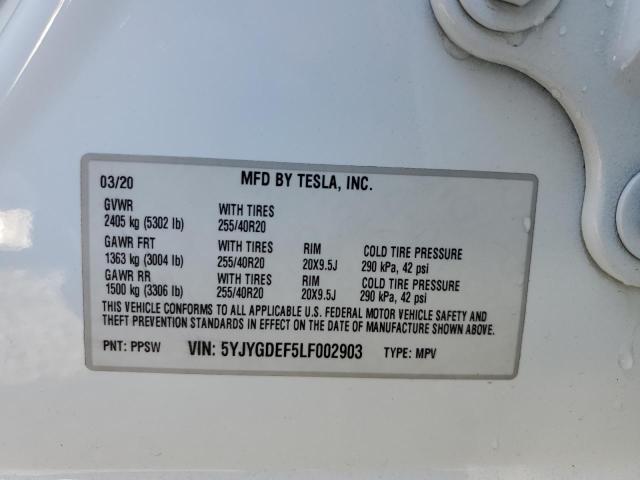 03/20 MFD BY TESLA, INC.
GVWR WITH TIRES
2405 kg (5302 lb) 255/40R20
GAWR FRT WITH TIRES RIM COLD TIRE PRESSURE
1363 kg (3004 lb) 255/40R20 20X9.5J 290 kPa, 42 psi
GAWR RR WITH TIRES RIM COLD TIRE PRESSURE
1500 kg (3306 lb) 255/40R20 20X9.5J 290 kPa, 42 psi
THIS VEHICLE CONFORMS TO ALL APPLICABLE U.S. FEDERAL MOTOR VEHICLE SAFETY AND
THEFT PREVENTION STANDARDS IN EFFECT ON THE DATE OF MANUFACTURE SHOWN ABOVE.
PNT: PPSW VIN: 5YJYGDEF5LF002903 TYPE: MPV